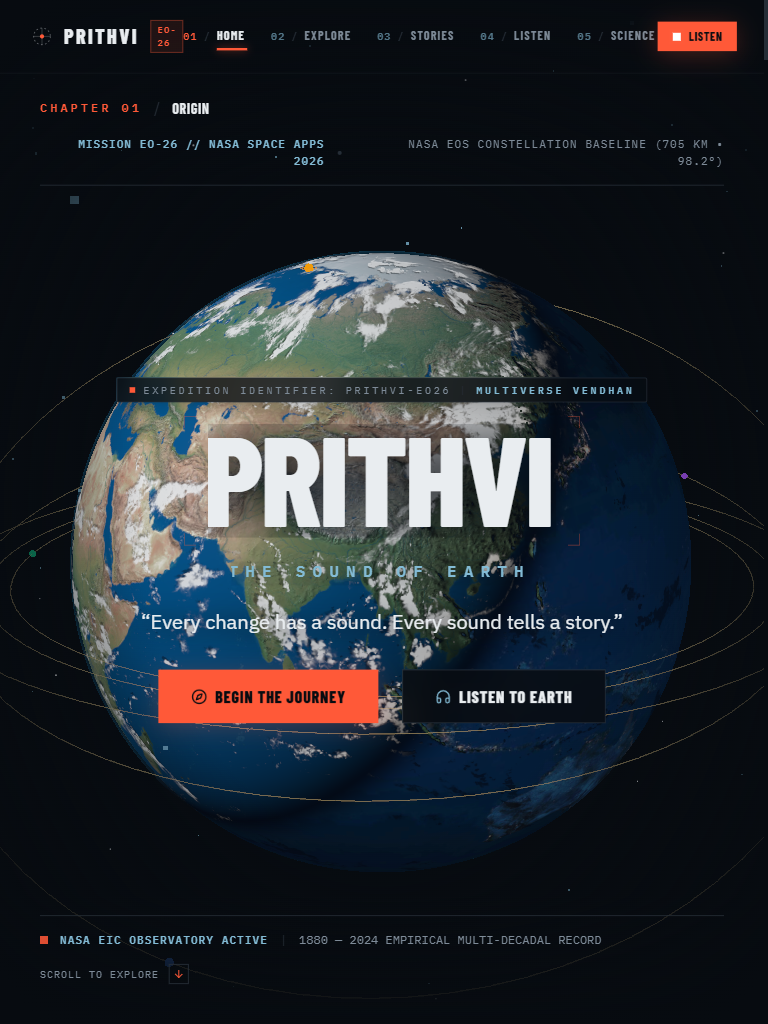 PRITHVI EO-26 01 / HOME 02 / EXPLORE 03 / STORIES 04 / LISTEN 05 / SCIENCE LISTEN
CHAPTER 01 / ORIGIN
MISSION EO-26 // NASA SPACE APPS 2026
NASA EOS CONSTELLATION BASELINE (705 KM • 98.2°)
EXPEDITION IDENTIFIER: PRITHVI-EO26 MULTIVERSE VENDHAN
PRITHVI
THE SOUND OF EARTH
“Every change has a sound. Every sound tells a story.”
BEGIN THE JOURNEY LISTEN TO EARTH
NASA EIC OBSERVATORY ACTIVE | 1880 — 2024 EMPIRICAL MULTI-DECADAL RECORD
SCROLL TO EXPLORE ↓